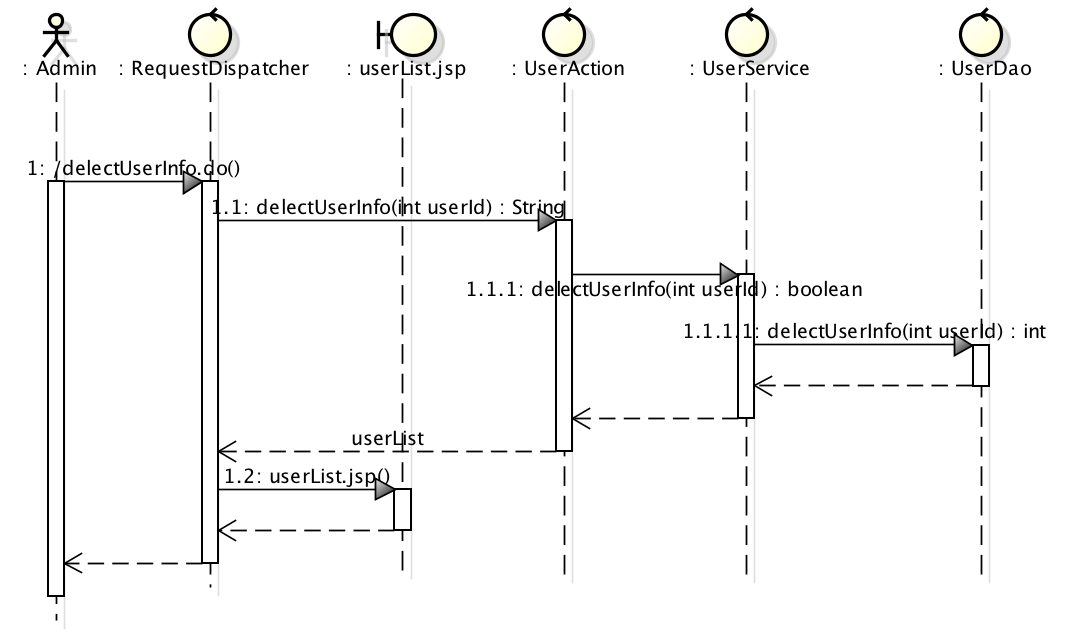 : Admin
: RequestDispatcher
: userList.jsp
: UserAction
: UserService
: UserDao
1: /delectUserInfo.do()
1.1: delectUserInfo(int userId) : String
1.1.1: delectUserInfo(int userId) : boolean
1.1.1.1: delectUserInfo(int userId) : int
userList
1.2: userList.jsp()